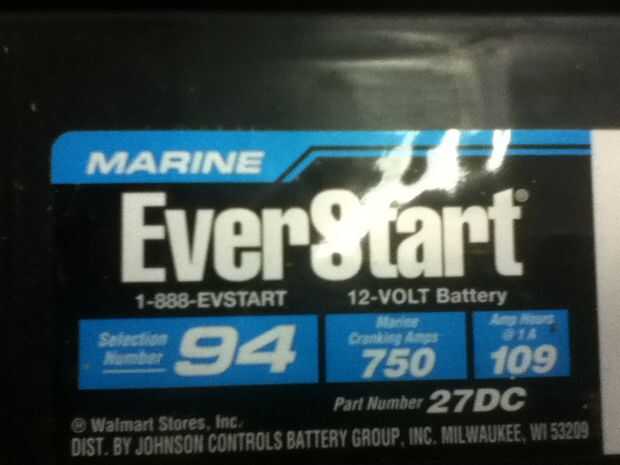 MARINE
EverStart®
1-888-EVSTART 12-VOLT Battery
Selection Number 94
Marine Cranking Amps 750
Amp Hours @ 1 A 109
Part Number 27DC
® Walmart Stores, Inc.
DIST. BY JOHNSON CONTROLS BATTERY GROUP, INC. MILWAUKEE, WI 53209